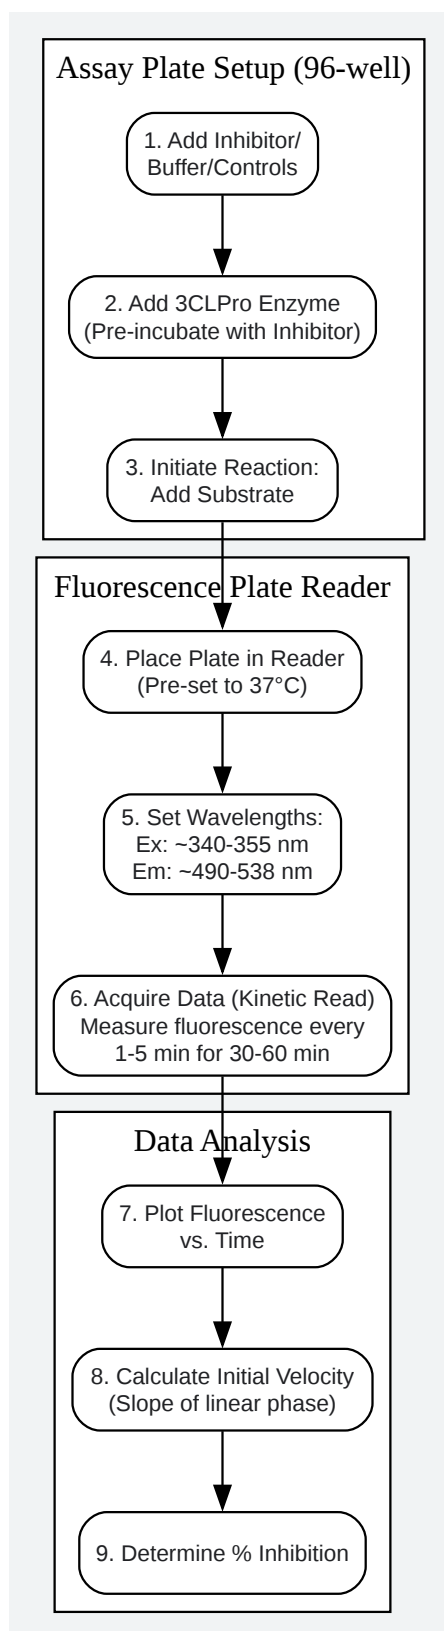 Assay Plate Setup (96-well)
1. Add Inhibitor/
Buffer/Controls
2. Add 3CLPro Enzyme
(Pre-incubate with Inhibitor)
3. Initiate Reaction:
Add Substrate
Fluorescence Plate Reader
4. Place Plate in Reader
(Pre-set to 37°C)
5. Set Wavelengths:
Ex: ~340-355 nm
Em: ~490-538 nm
6. Acquire Data (Kinetic Read)
Measure fluorescence every
1-5 min for 30-60 min
Data Analysis
7. Plot Fluorescence
vs. Time
8. Calculate Initial Velocity
(Slope of linear phase)
9. Determine % Inhibition